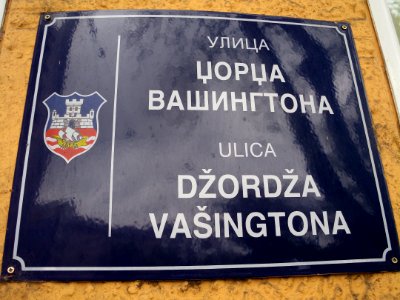 УЛИЦА
ЏОРЏА
ВАШИНГТОНА
ULICA
DŽORDŽA
VAŠINGTONA